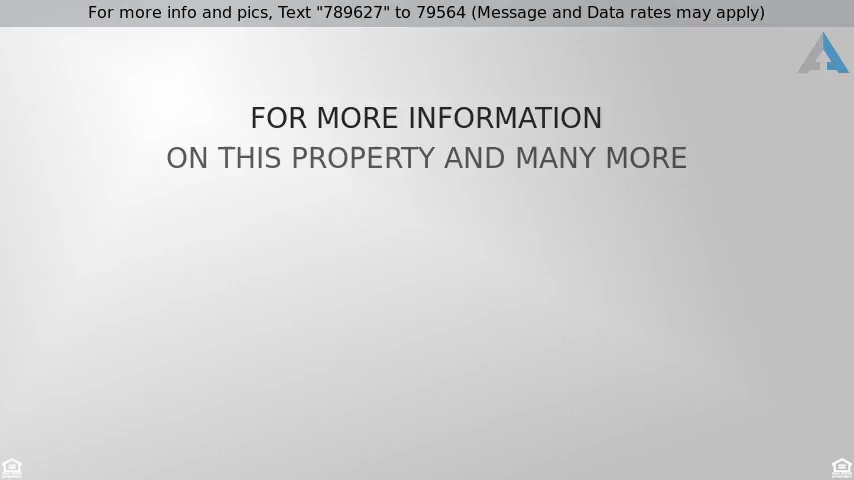 For more info and pics, Text "789627" to 79564 (Message and Data rates may apply)
FOR MORE INFORMATION
ON THIS PROPERTY AND MANY MORE